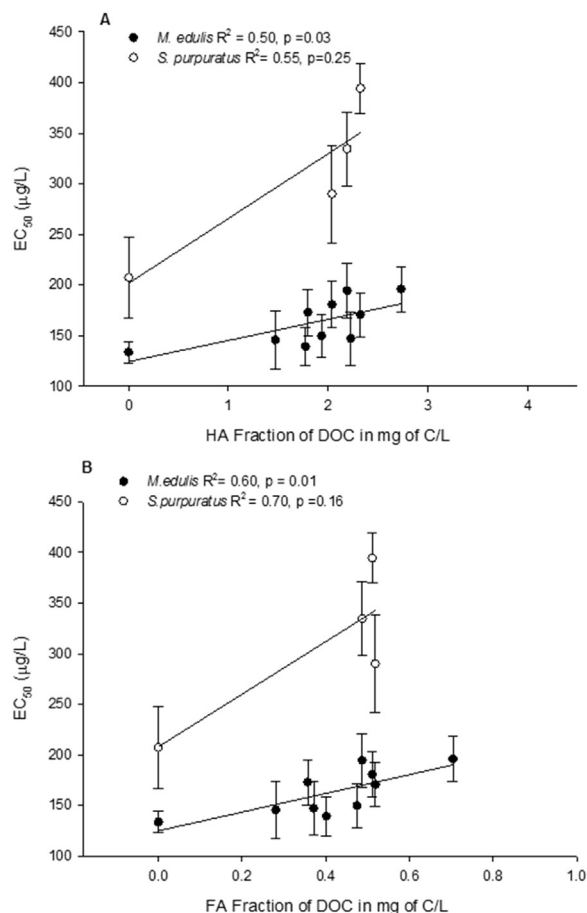 A
M. edulis R² = 0.50, p =0.03
S. purpuratus R²= 0.55, p=0.25
450
400
350
300
250
200
150
100
EC₅₀ (µg/L)
0 1 2 3 4
HA Fraction of DOC in mg of C/L
B
M.edulis R²= 0.60, p = 0.01
S.purpuratus R² = 0.70, p =0.16
450
400
350
300
250
200
150
100
EC₅₀ (µg/L)
0.0 0.2 0.4 0.6 0.8 1.0
FA Fraction of DOC in mg of C/L